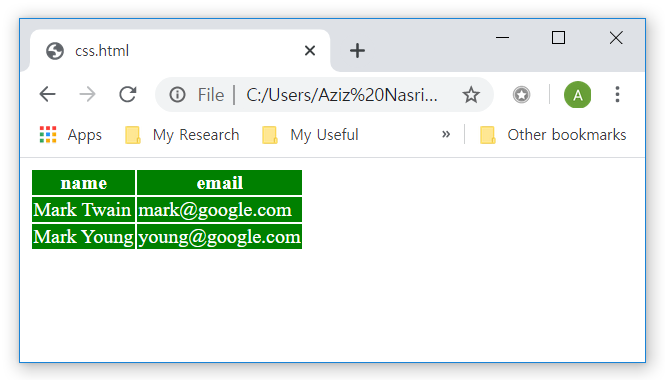 css.html
File | C:/Users/Aziz%20Nasri... A
Apps My Research My Useful » Other bookmarks
name email
Mark Twain mark@google.com
Mark Young young@google.com